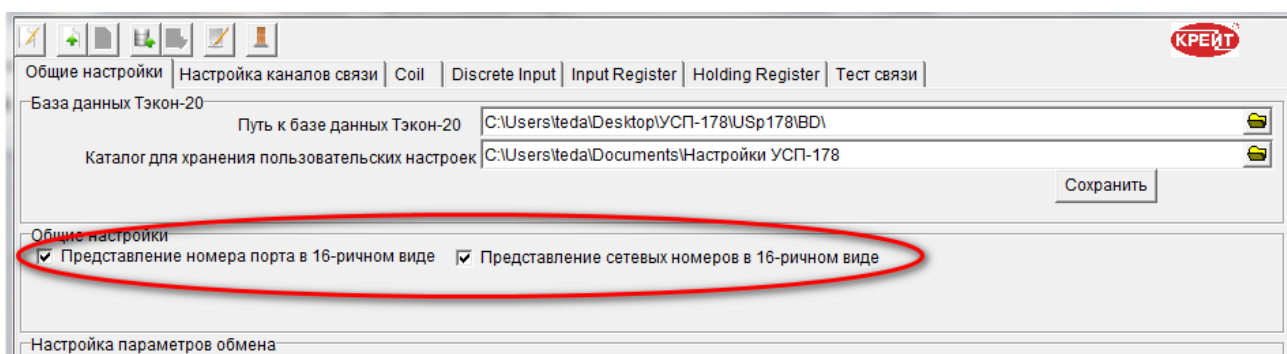 КРЕЙТ
Общие настройки Настройка каналов связи Coil Discrete Input Input Register Holding Register Тест связи
База данных Тэкон-20
Путь к базе данных Тэкон-20 C:\Users\teda\Desktop\УСП-178\USp178\BD\
Каталог для хранения пользовательских настроек C:\Users\teda\Documents\Настройки УСП-178
Сохранить
Общие настройки
Представление номера порта в 16-ричном виде Представление сетевых номеров в 16-ричном виде
Настройка параметров обмена